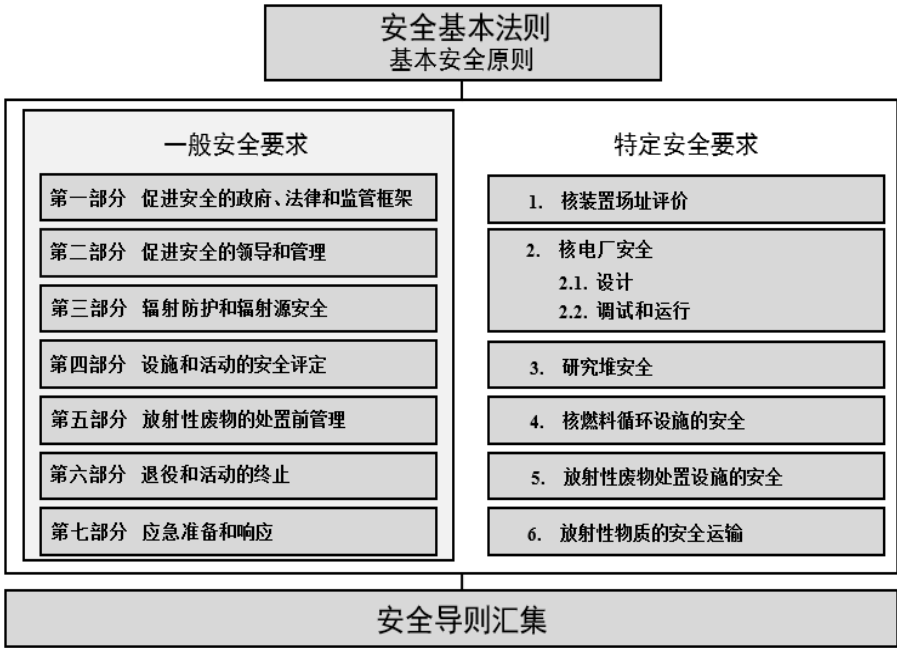 安全基本法则
基本安全原则
一般安全要求
第一部分 促进安全的政府、法律和监管框架
第二部分 促进安全的领导和管理
第三部分 辐射防护和辐射源安全
第四部分 设施和活动的安全评定
第五部分 放射性废物的处置前管理
第六部分 退役和活动的终止
第七部分 应急准备和响应
特定安全要求
1. 核装置场址评价
2. 核电厂安全
2.1. 设计
2.2. 调试和运行
3. 研究堆安全
4. 核燃料循环设施的安全
5. 放射性废物处置设施的安全
6. 放射性物质的安全运输
安全导则汇集